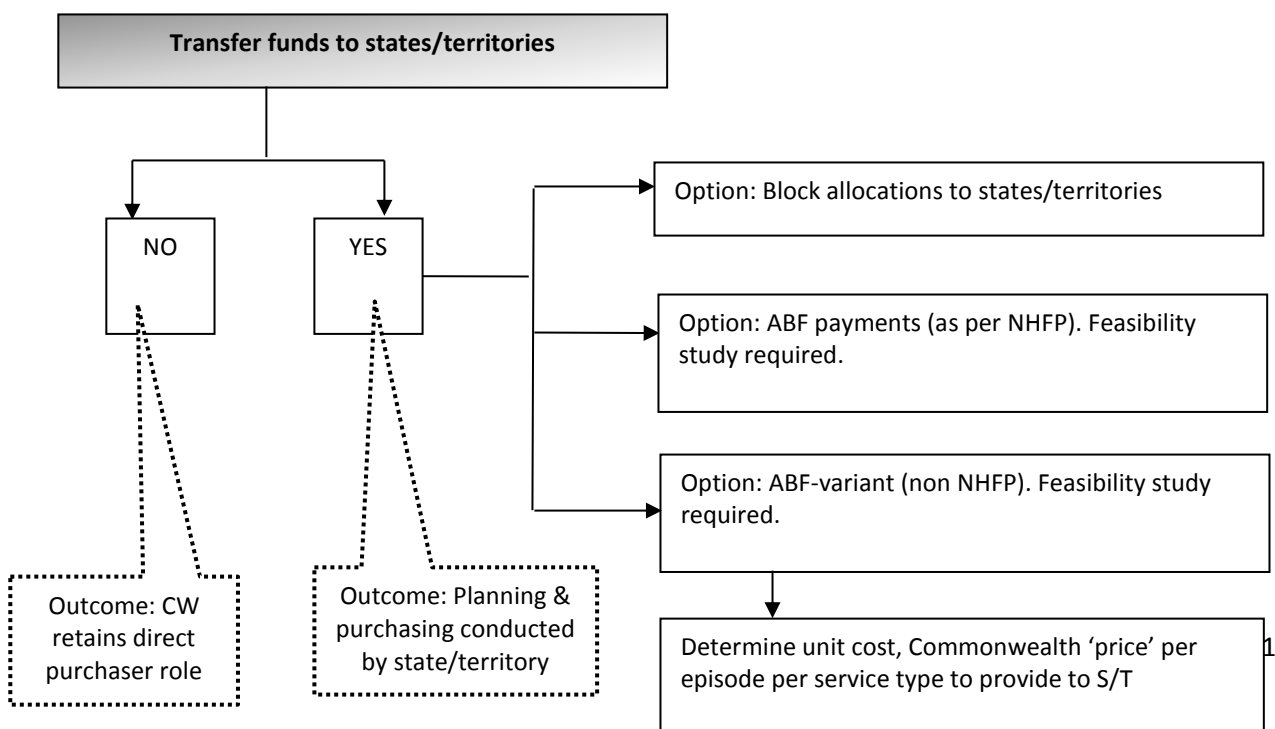 Transfer funds to states/territories
NO
YES
Option: Block allocations to states/territories
Option: ABF payments (as per NHFP). Feasibility
study required.
Option: ABF-variant (non NHFP). Feasibility study
required.
Outcome: CW
retains direct
purchaser role
Outcome: Planning &
purchasing conducted
by state/territory
Determine unit cost, Commonwealth ‘price’ per
episode per service type to provide to S/T
1